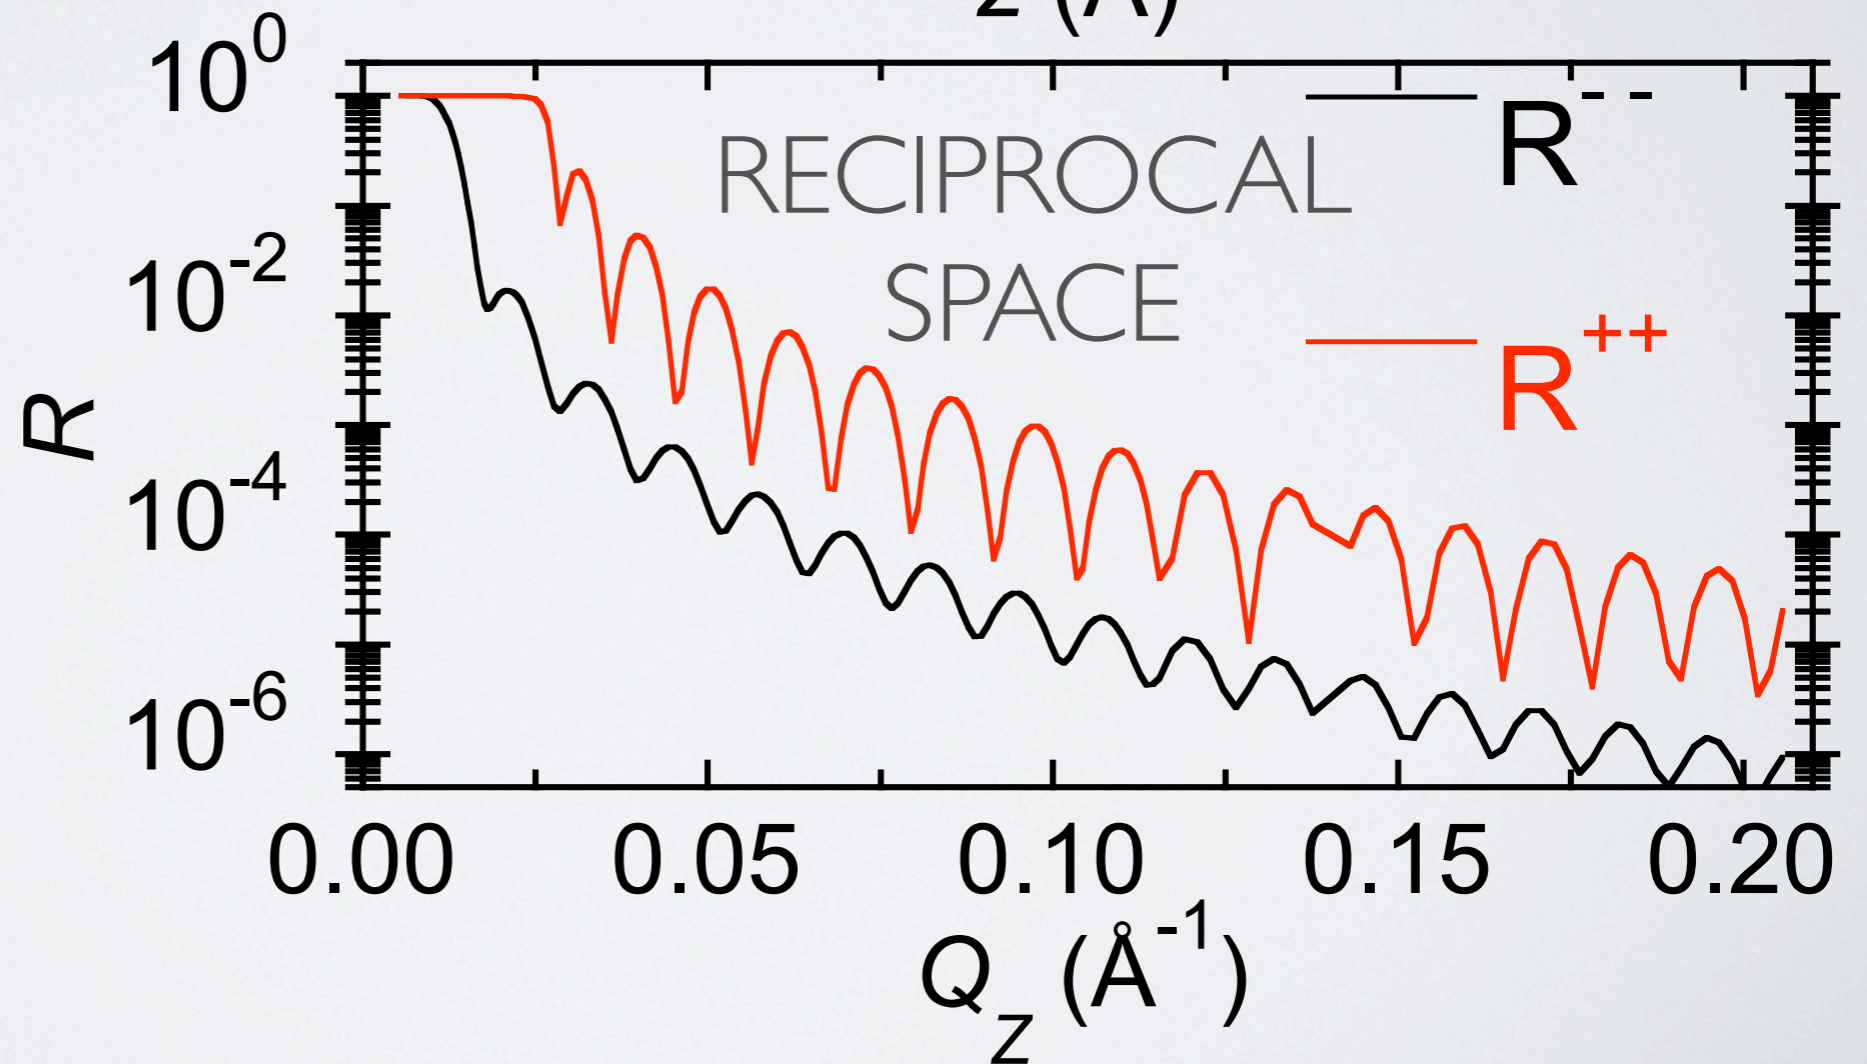 z (Å)
10^0
R^- -
RECIPROCAL
SPACE
10^-2
R^++
R
10^-4
10^-6
0.00 0.05 0.10 0.15 0.20
Q_z (Å^-1)